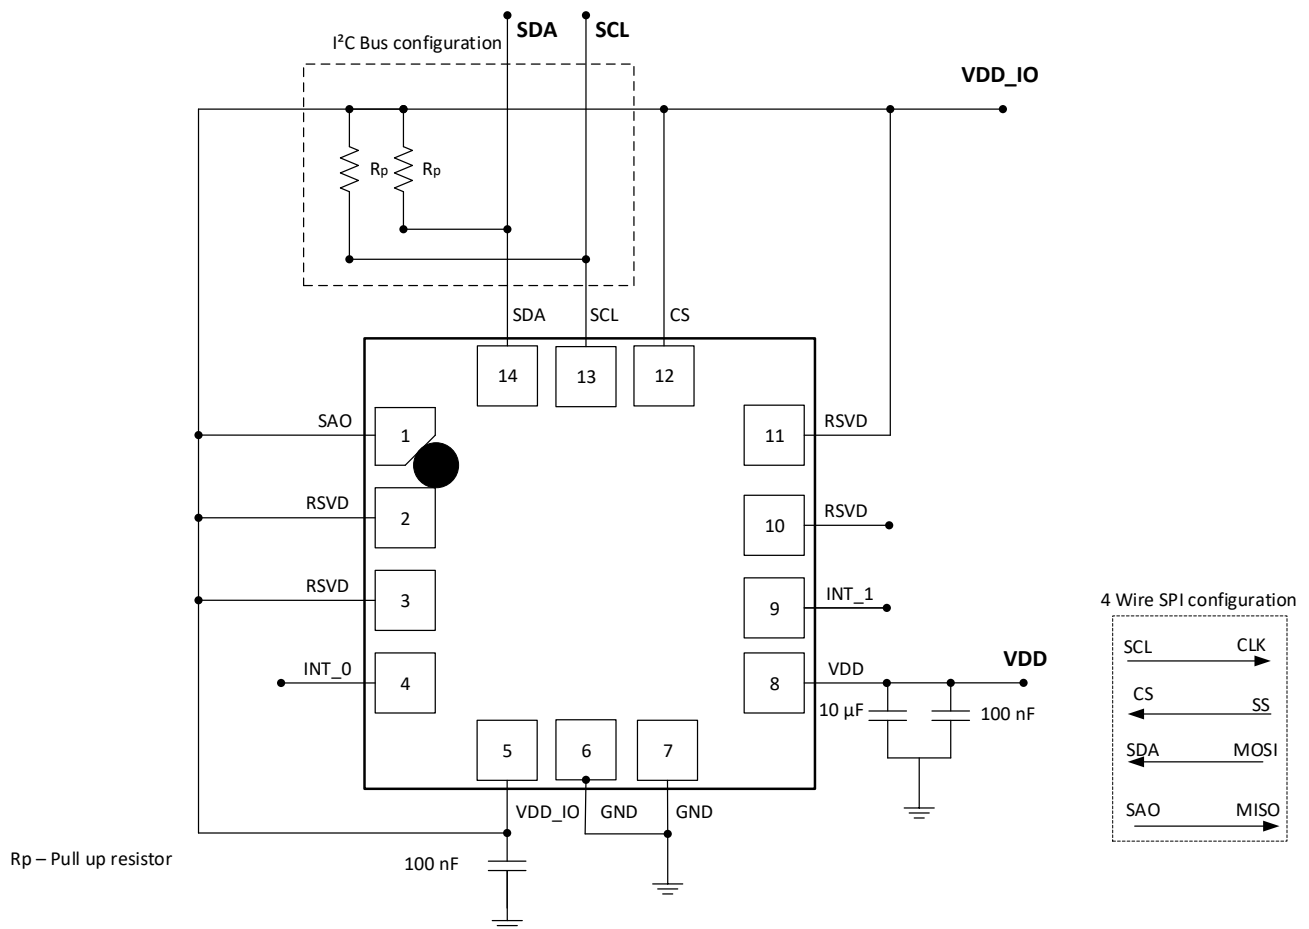 SDA SCL
I²C Bus configuration
VDD_IO
Rp Rp
SDA SCL CS
14 13 12
SAO 1 11 RSVD
RSVD 2 10 RSVD
RSVD 3 9 INT_1
INT_0 4 8 VDD VDD
10 µF 100 nF
5 6 7
VDD_IO GND GND
100 nF
Rp – Pull up resistor
4 Wire SPI configuration
SCL CLK
CS SS
SDA MOSI
SAO MISO